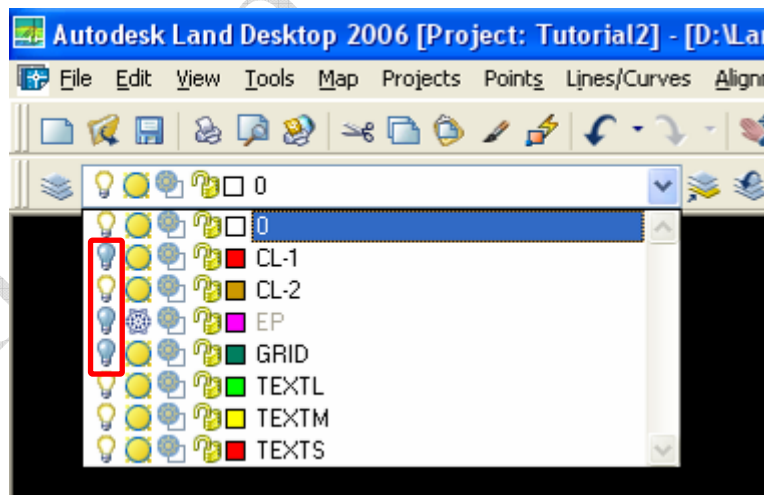 Autodesk Land Desktop 2006 [Project: Tutorial2] - [D:\Lan
File Edit View Tools Map Projects Points Lines/Curves Align
0
0
CL-1
CL-2
EP
GRID
TEXTL
TEXTM
TEXTS